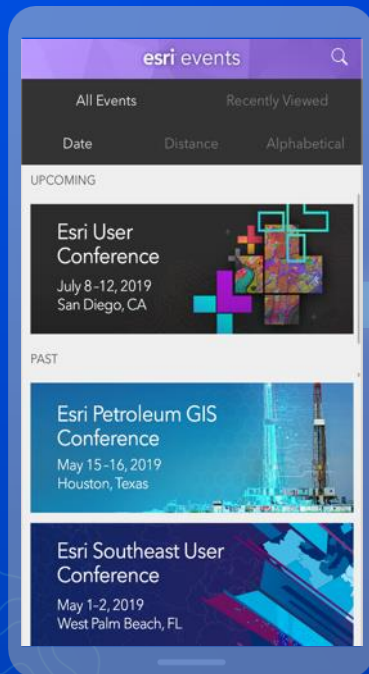 esri events
All Events Recently Viewed
Date Distance Alphabetical
UPCOMING
Esri User
Conference
July 8-12, 2019
San Diego, CA
PAST
Esri Petroleum GIS
Conference
May 15-16, 2019
Houston, Texas
Esri Southeast User
Conference
May 1-2, 2019
West Palm Beach, FL